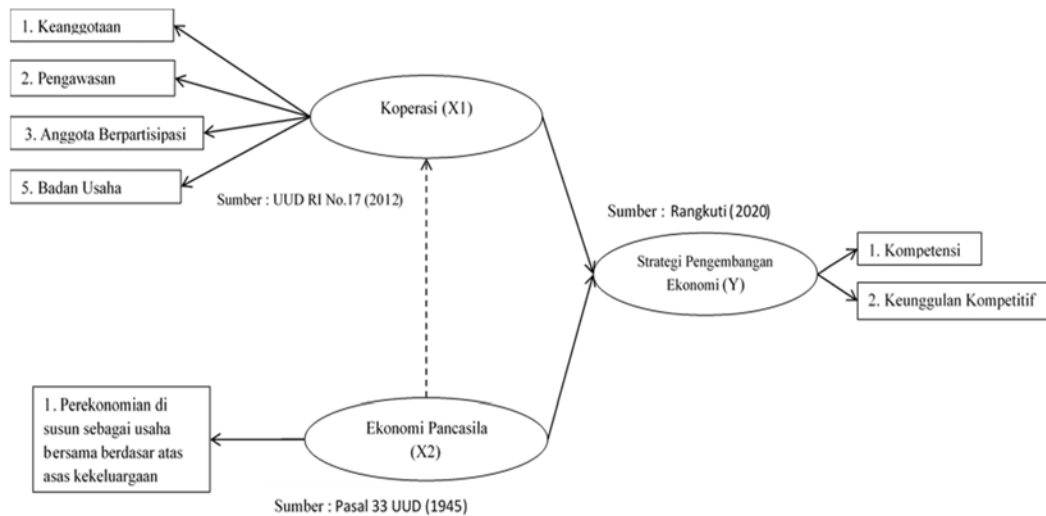 1. Keanggotaan
2. Pengawasan
3. Anggota Berpartisipasi
5. Badan Usaha
Koperasi (X1)
Sumber : UUD RI No.17 (2012)
Sumber : Rangkuti (2020)
Strategi Pengembangan
Ekonomi (Y)
1. Kompetensi
2. Keunggulan Kompetitif
1. Perekonomian di
susun sebagai usaha
bersama berdasar atas
asas kekeluargaan
Ekonomi Pancasila
(X2)
Sumber : Pasal 33 UUD (1945)